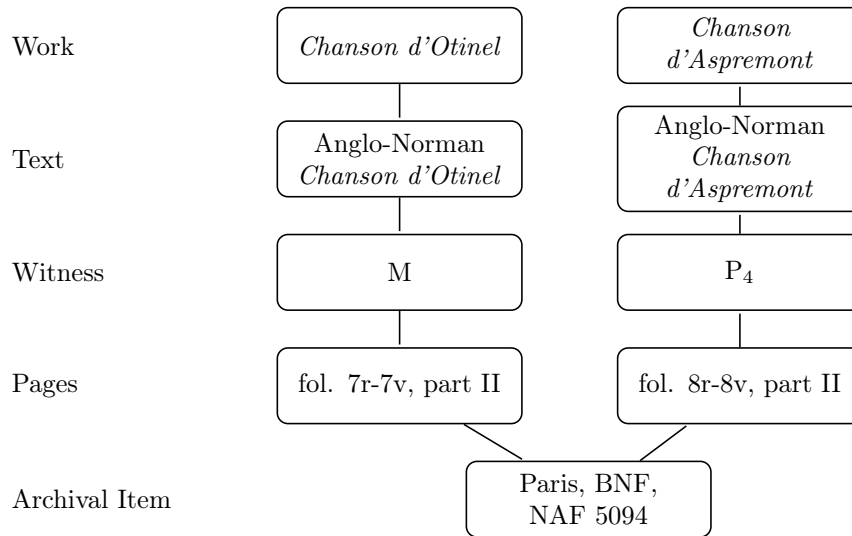 Work
Chanson d'Otinel
Chanson
d'Aspremont
Text
Anglo-Norman
Chanson d'Otinel
Anglo-Norman
Chanson
d'Aspremont
Witness
M
P₄
Pages
fol. 7r-7v, part II
fol. 8r-8v, part II
Archival Item
Paris, BNF,
NAF 5094